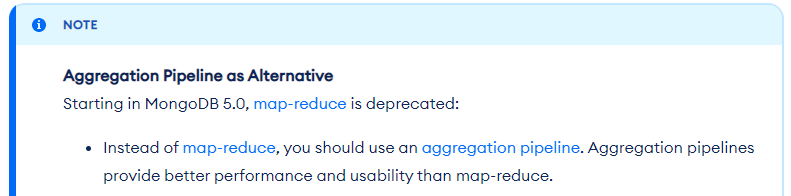 NOTE
Aggregation Pipeline as Alternative
Starting in MongoDB 5.0, map-reduce is deprecated:
• Instead of map-reduce, you should use an aggregation pipeline. Aggregation pipelines
provide better performance and usability than map-reduce.